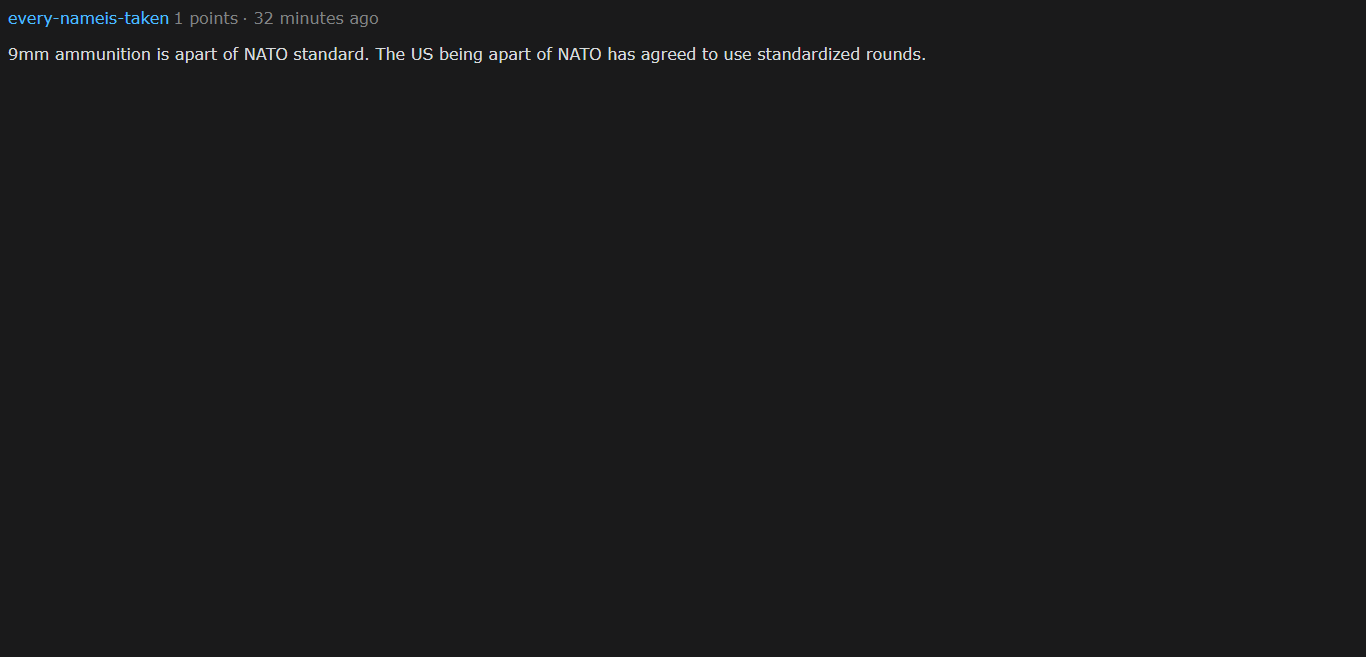 every-nameis-taken 1 points · 32 minutes ago
9mm ammunition is apart of NATO standard. The US being apart of NATO has agreed to use standardized rounds.